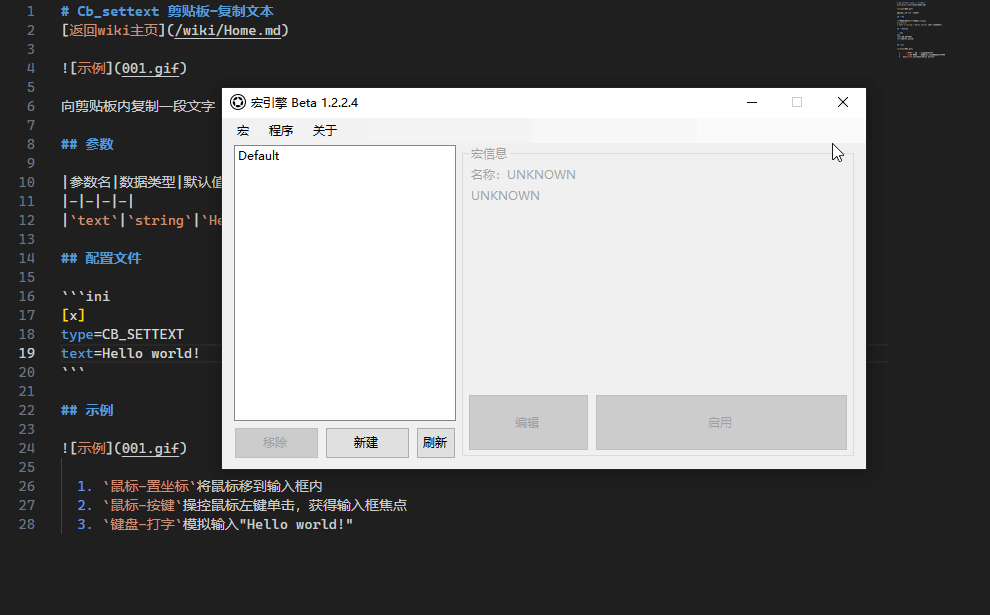 1 # Cb_settext 剪贴板-复制文本
2 [返回wiki主页](/wiki/Home.md)
3
4 ![示例](001.gif)
5
6 向剪贴板内复制一段文字
7
8 ## 参数
9
10 |参数名|数据类型|默认值
11 |-|-|-|-|
12 |`text`|`string`|`He
13
14 ## 配置文件
15
16 ```ini
17 [x]
18 type=CB_SETTEXT
19 text=Hello world!
20 ```
21
22 ## 示例
23
24 ![示例](001.gif)
25
26 1. `鼠标-置坐标`将鼠标移到输入框内
27 2. `鼠标-按键`操控鼠标左键单击，获得输入框焦点
28 3. `键盘-打字`模拟输入"Hello world!"
宏引擎 Beta 1.2.2.4
宏 程序 关于
Default
移除 新建 刷新
宏信息
名称：UNKNOWN
UNKNOWN
编辑 启用